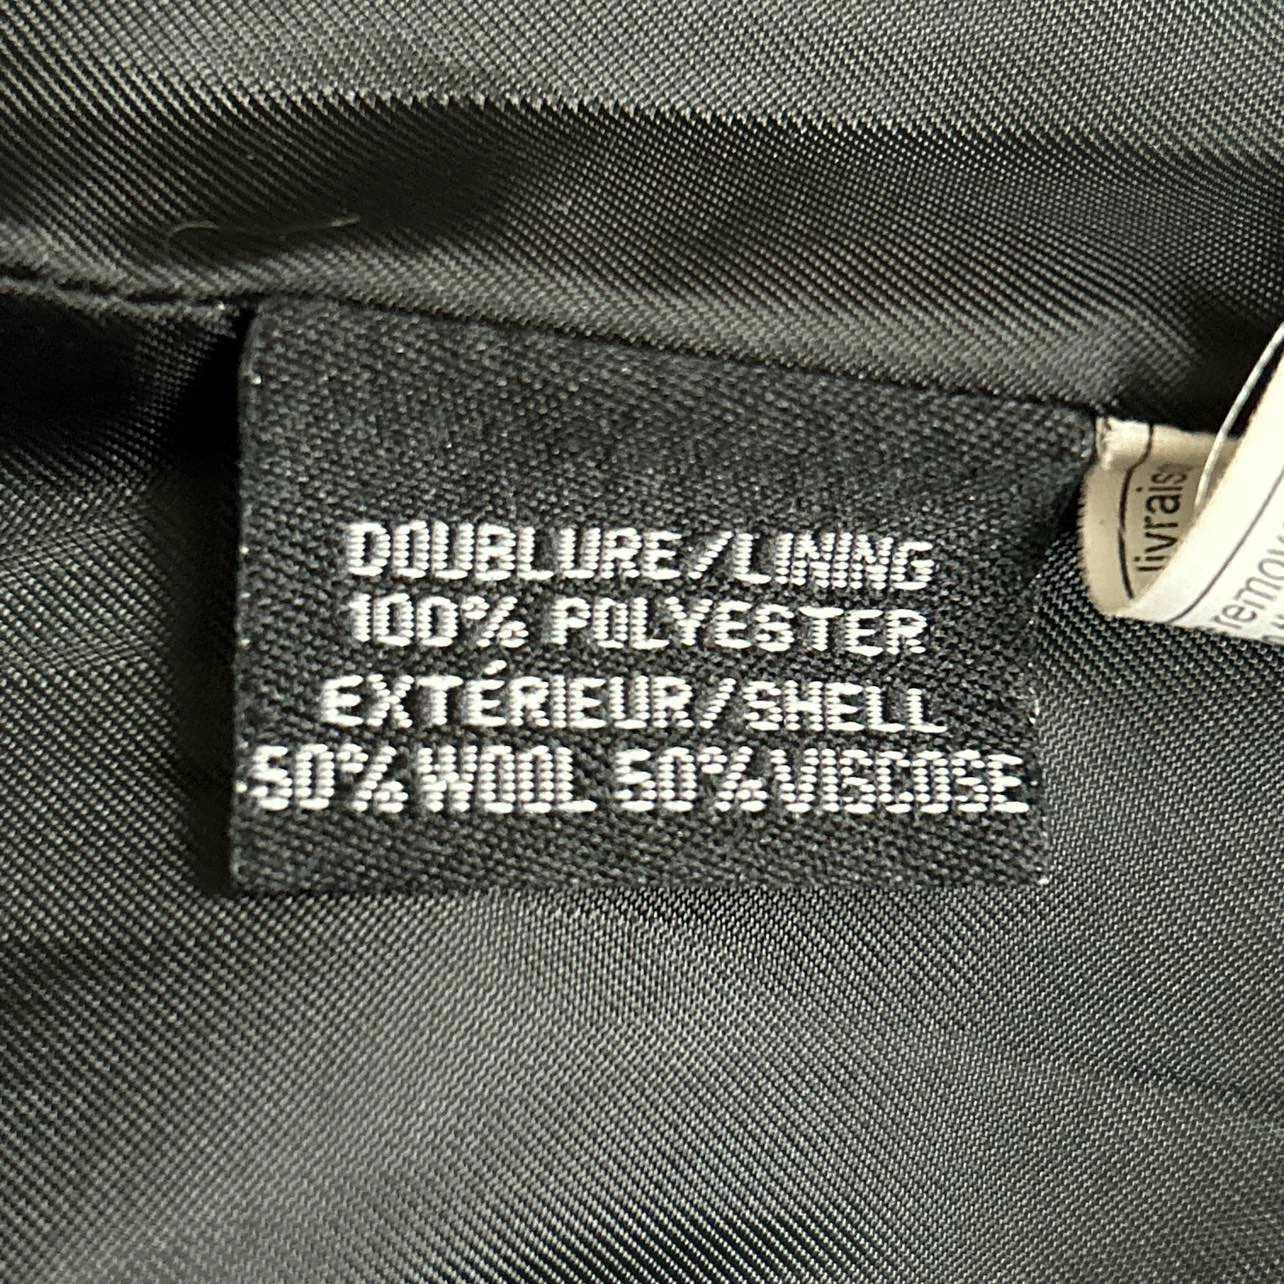 DOUBLURE/LINING
100% POLYESTER
EXTÉRIEUR/SHELL
50% WOOL 50% VISCOSE